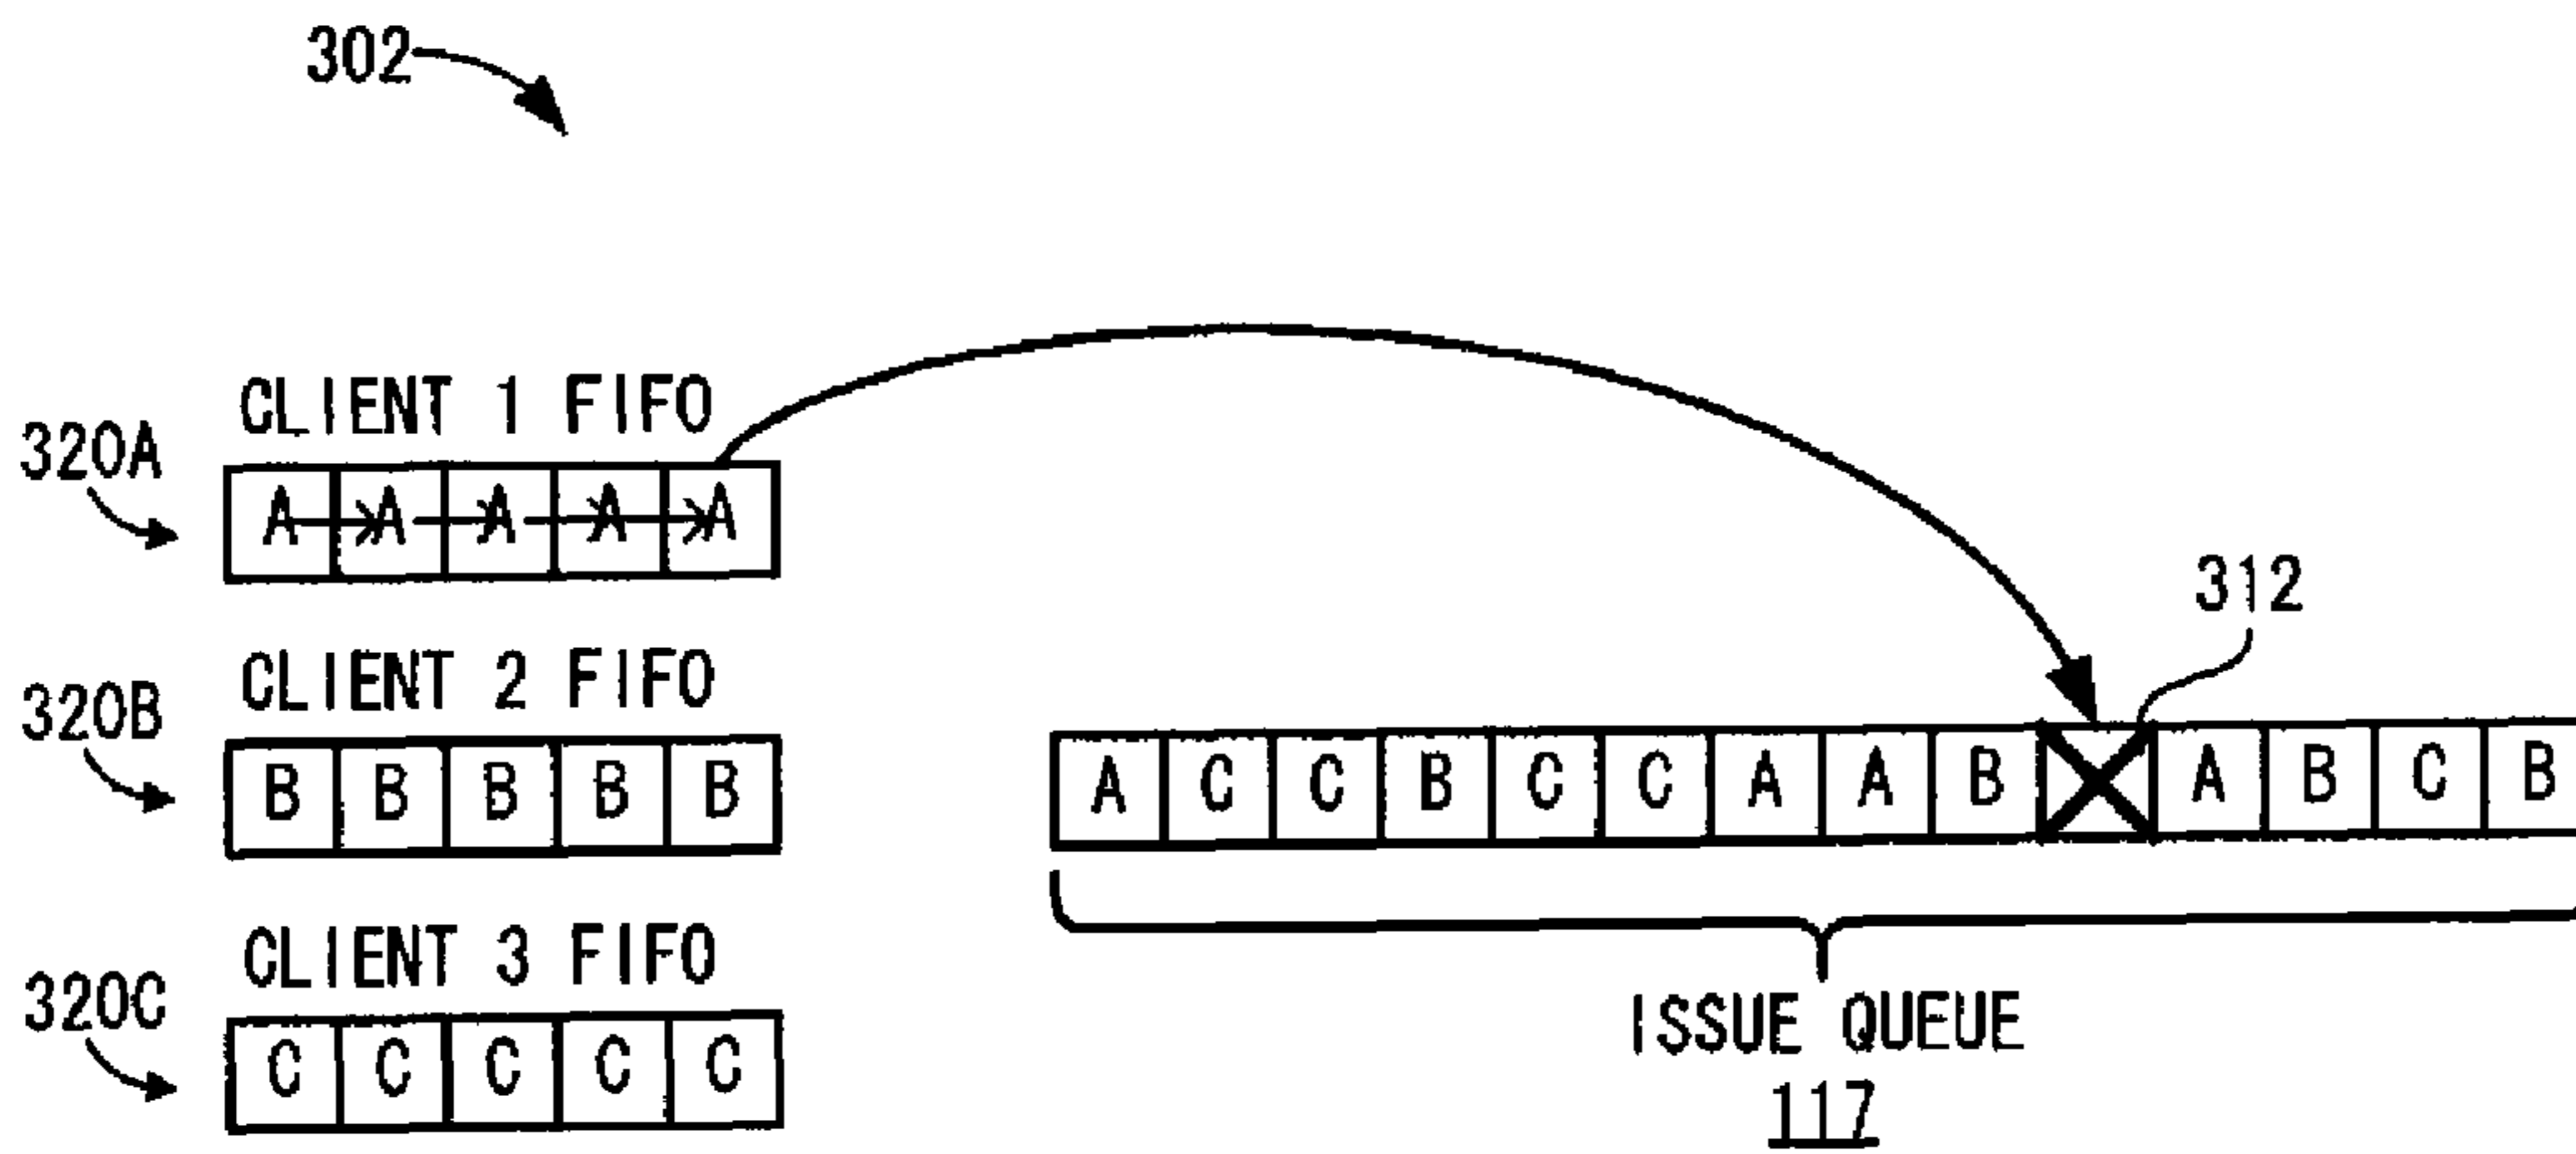 302
CLIENT 1 FIFO
320A
A A A A A
312
CLIENT 2 FIFO
320B
B B B B B
A C C B C C A A B A B C B
CLIENT 3 FIFO
320C
C C C C C
ISSUE QUEUE
117